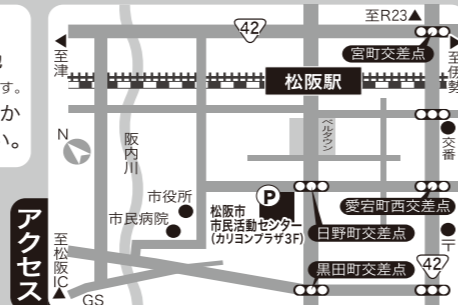 す。
か
い。
アクセス
至R23▲
42
◀至津
宮町交差点
▶至伊勢
松阪駅
N
阪内川
ベルタウン
交番
市役所
市民病院
P
松阪市
市民活動センター
(カリヨンプラザ3F)
愛宕町西交差点
日野町交差点
〒
黒田町交差点
42
至松阪IC▲
GS